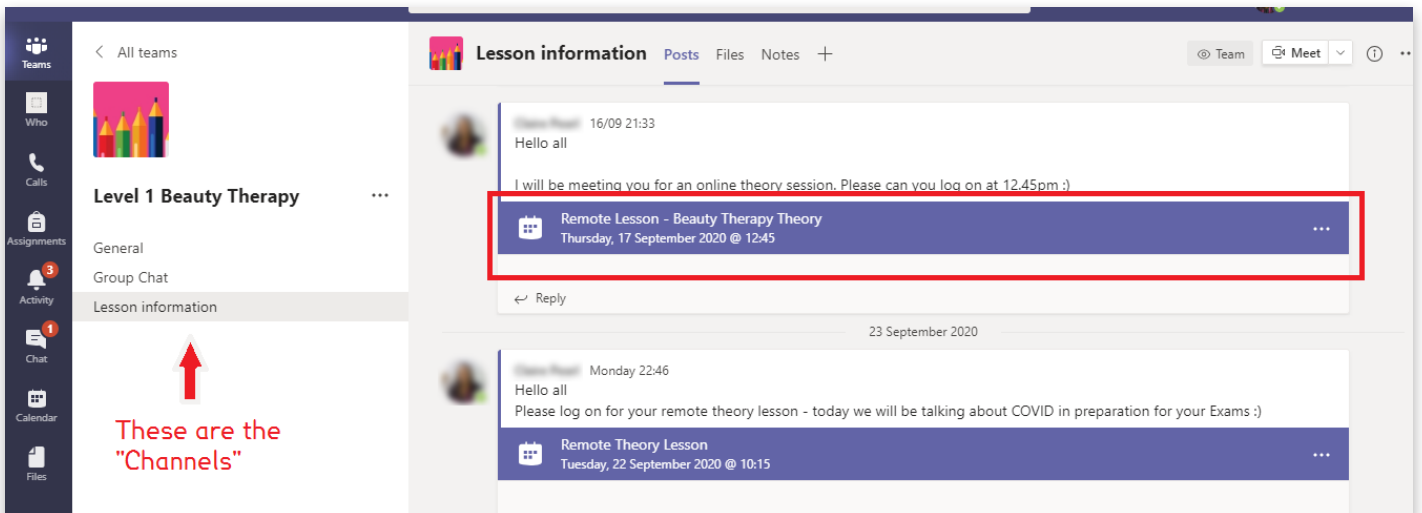 Teams
Who
Calls
Assignments
3
Activity
1
Chat
Calendar
Files
All teams
Level 1 Beauty Therapy
General
Group Chat
Lesson information
These are the
"Channels"
Lesson information Posts Files Notes
Team Meet
16/09 21:33
Hello all
I will be meeting you for an online theory session. Please can you log on at 12.45pm :)
Remote Lesson - Beauty Therapy Theory
Thursday, 17 September 2020 @ 12:45
Reply
23 September 2020
Monday 22:46
Hello all
Please log on for your remote theory lesson - today we will be talking about COVID in preparation for your Exams :)
Remote Theory Lesson
Tuesday, 22 September 2020 @ 10:15